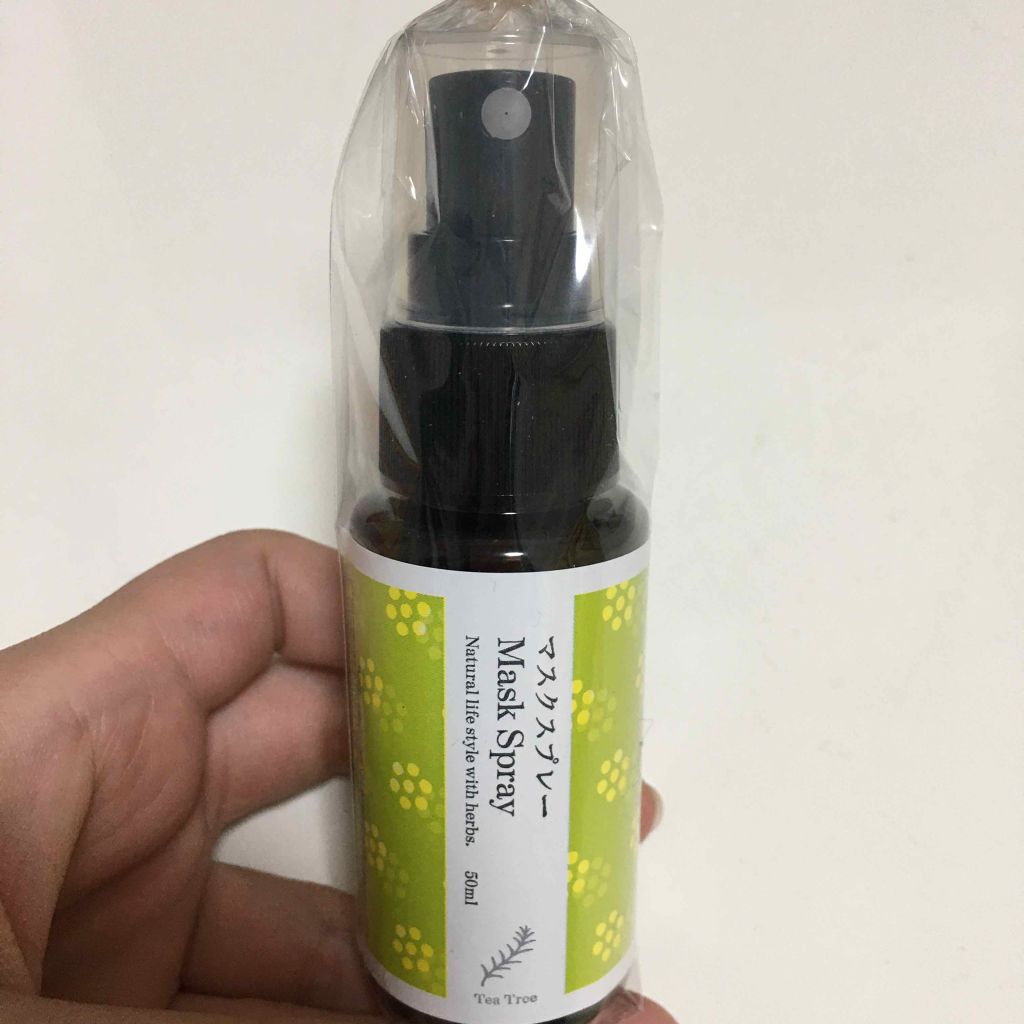 マスクスプレー
Mask Spray
Natural life style with herbs. 50ml
Tea Tree